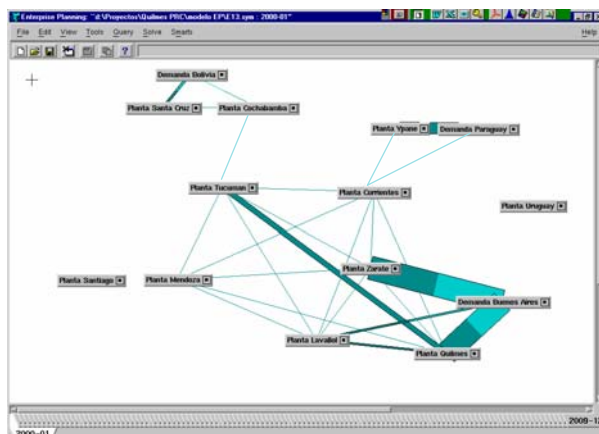 Enterprise Planning: "d:\Proyectos\Quilmes PRC\modelo EP\E13.sym : 2000-01"
File Edit View Tools Query Solve Smarts Help
Demanda Bolivia
Planta Santa Cruz Planta Cochabamba
Planta Ypane Demanda Paraguay
Planta Tucuman Planta Corrientes
Planta Uruguay
Planta Zarate
Planta Santiago Planta Mendoza
Demanda Buenos Aires
Planta Lavallol
Planta Quilmes
2009-12
2000-01